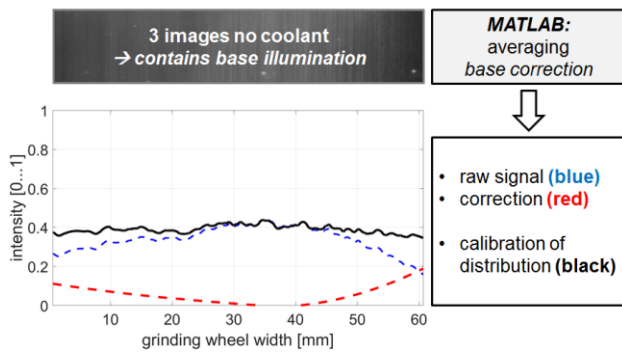 3 images no coolant
→ contains base illumination
MATLAB:
averaging
base correction
1
0.8
0.6
0.4
0.2
0
intensity [0...1]
10
20
30
40
50
60
grinding wheel width [mm]
• raw signal (blue)
• correction (red)
• calibration of
distribution (black)